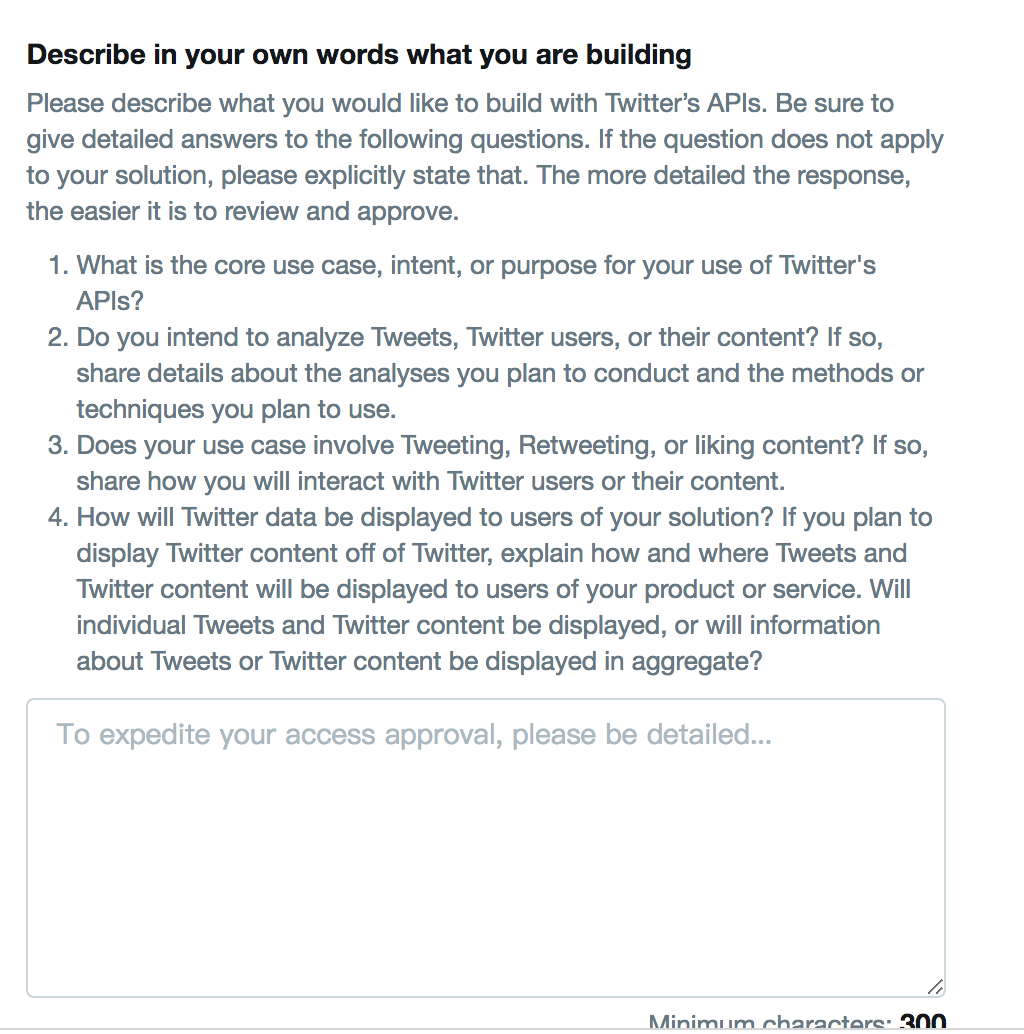 Describe in your own words what you are building
Please describe what you would like to build with Twitter’s APIs. Be sure to
give detailed answers to the following questions. If the question does not apply
to your solution, please explicitly state that. The more detailed the response,
the easier it is to review and approve.
1. What is the core use case, intent, or purpose for your use of Twitter's
APIs?
2. Do you intend to analyze Tweets, Twitter users, or their content? If so,
share details about the analyses you plan to conduct and the methods or
techniques you plan to use.
3. Does your use case involve Tweeting, Retweeting, or liking content? If so,
share how you will interact with Twitter users or their content.
4. How will Twitter data be displayed to users of your solution? If you plan to
display Twitter content off of Twitter, explain how and where Tweets and
Twitter content will be displayed to users of your product or service. Will
individual Tweets and Twitter content be displayed, or will information
about Tweets or Twitter content be displayed in aggregate?
To expedite your access approval, please be detailed...
Minimum characters: 300